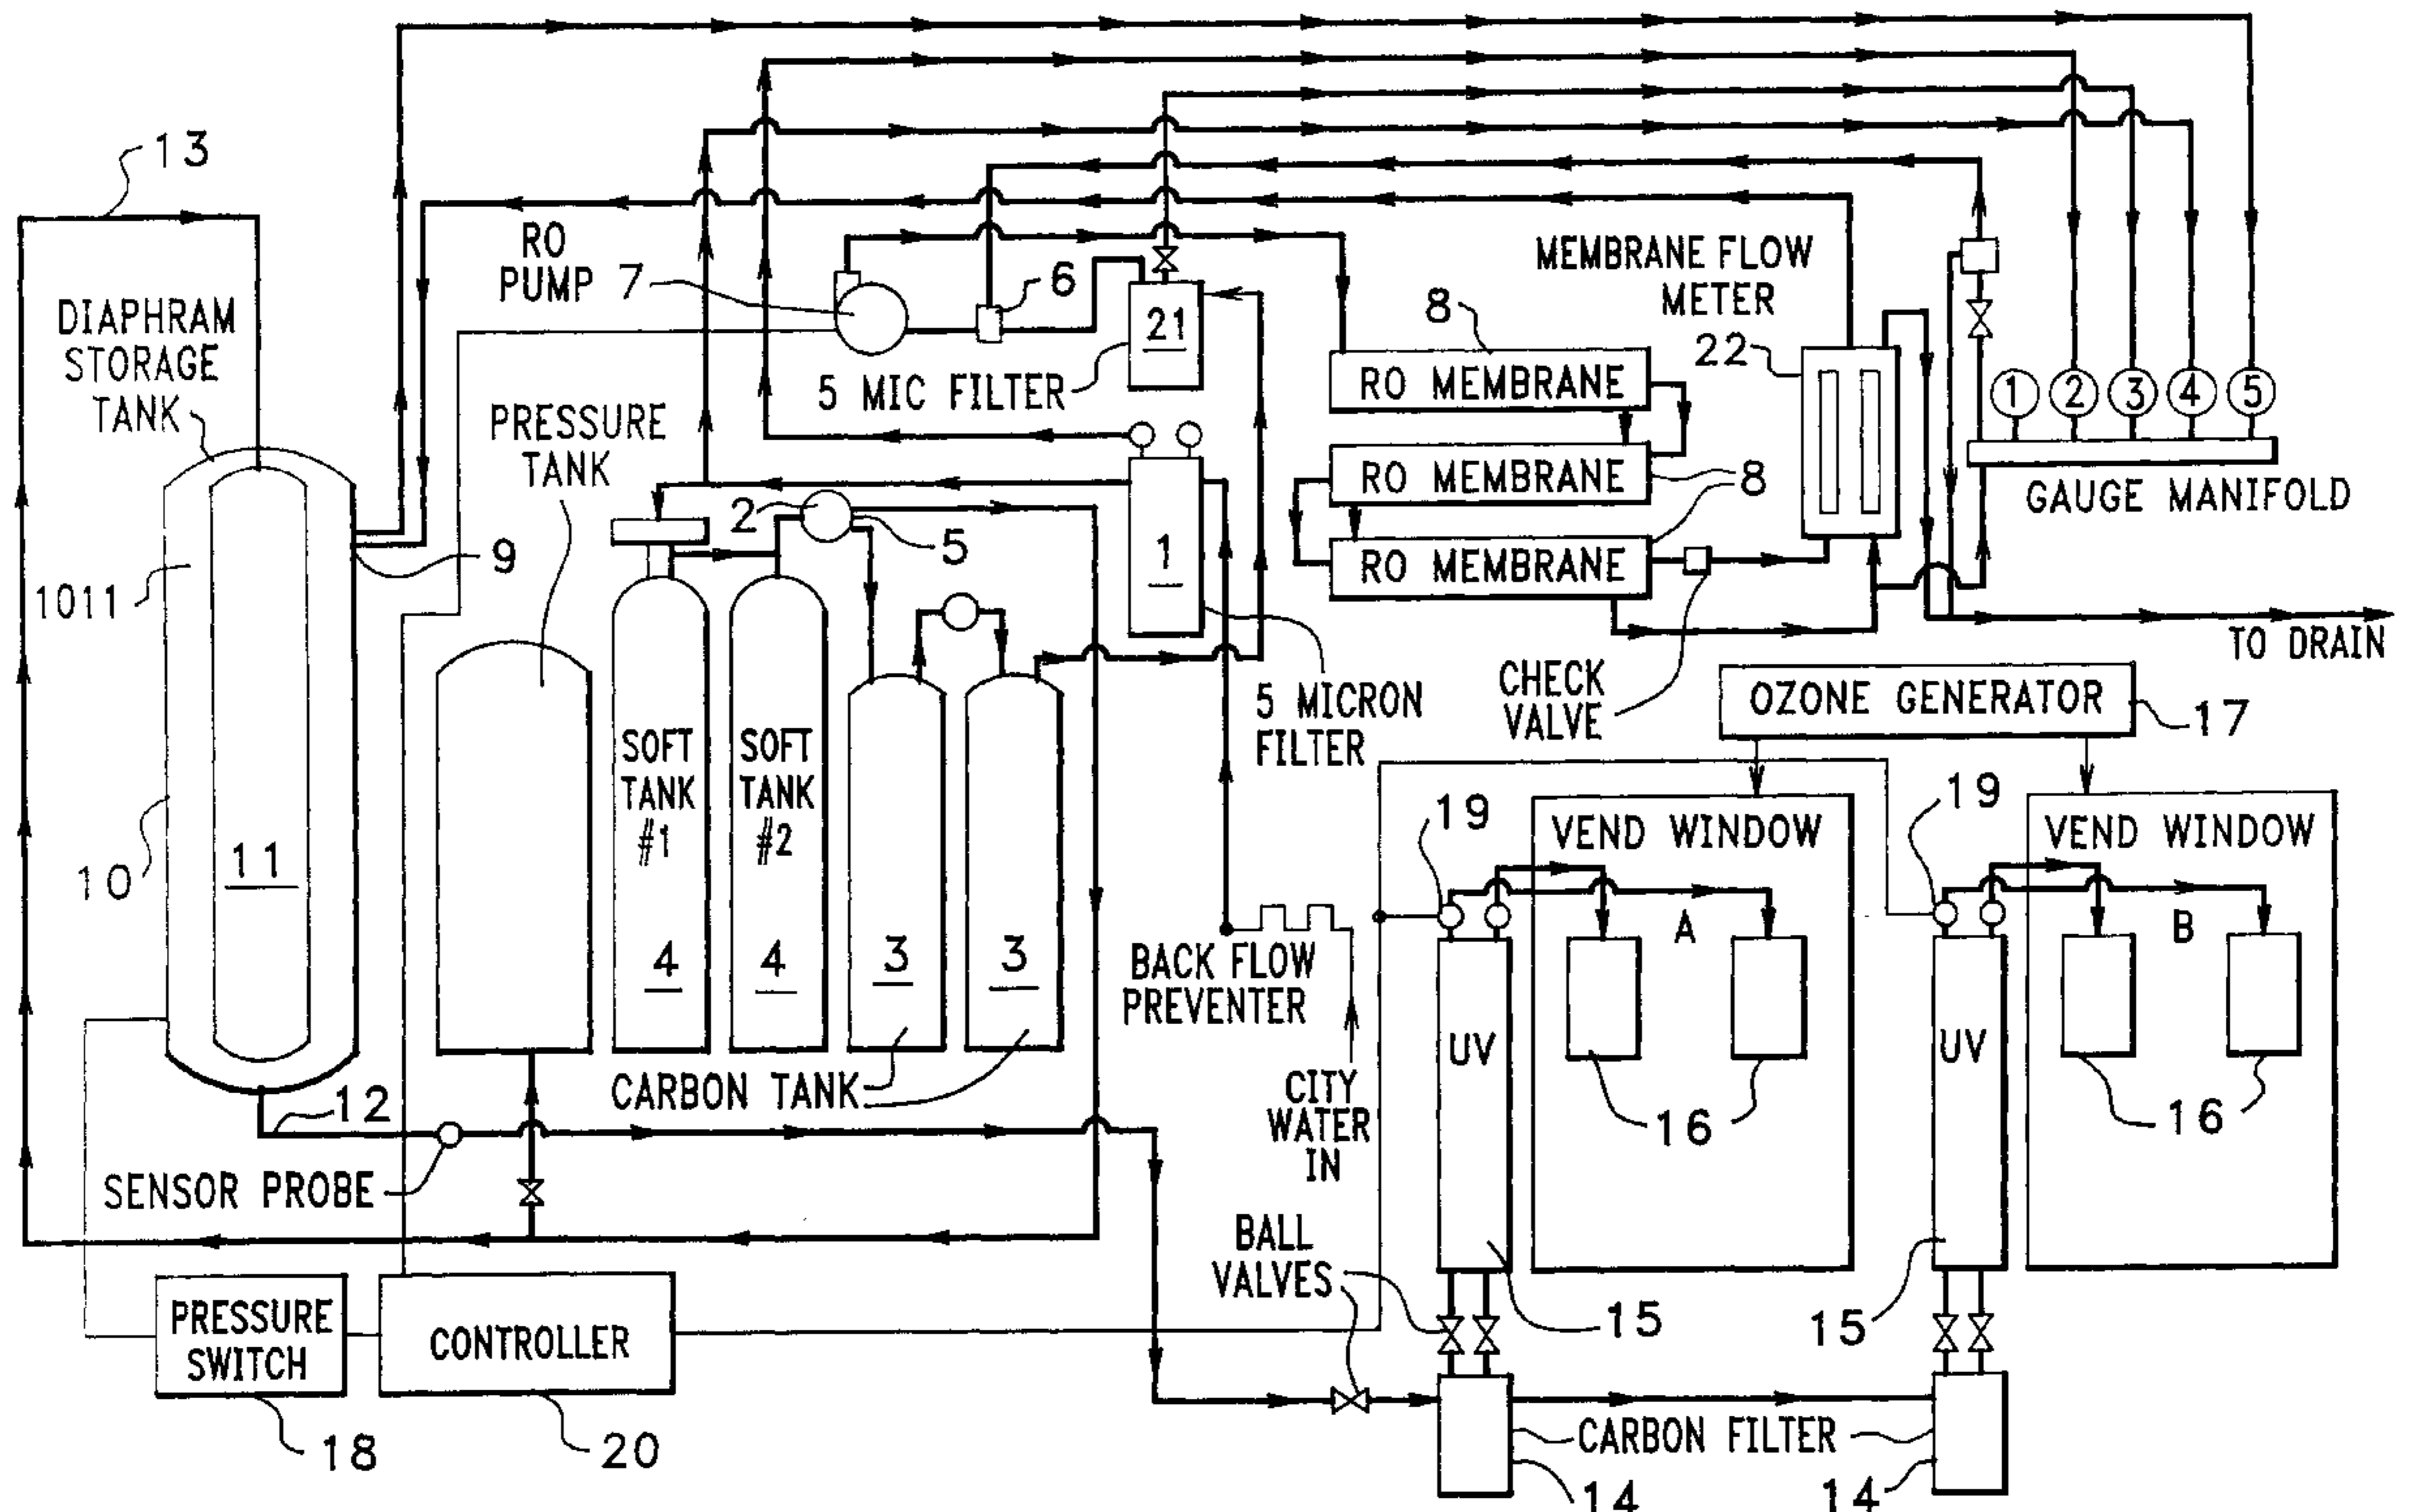 13
RO
PUMP 7
6
DIAPHRAM
STORAGE
TANK
5 MIC FILTER
21
MEMBRANE FLOW
METER
22
8
RO MEMBRANE
RO MEMBRANE
8
RO MEMBRANE
1 2 3 4 5
GAUGE MANIFOLD
TO DRAIN
PRESSURE
TANK
2
5
9
1011
1
10
11
SOFT
TANK
#1
4
SOFT
TANK
#2
4
3
3
CARBON TANK
5 MICRON
FILTER
CHECK
VALVE
OZONE GENERATOR
17
19
VEND WINDOW
A
19
VEND WINDOW
B
BACK FLOW
PREVENTER
CITY
WATER
IN
UV
16
UV
16
12
SENSOR PROBE
BALL
VALVES
15
15
PRESSURE
SWITCH
CONTROLLER
18
20
CARBON FILTER
14
14